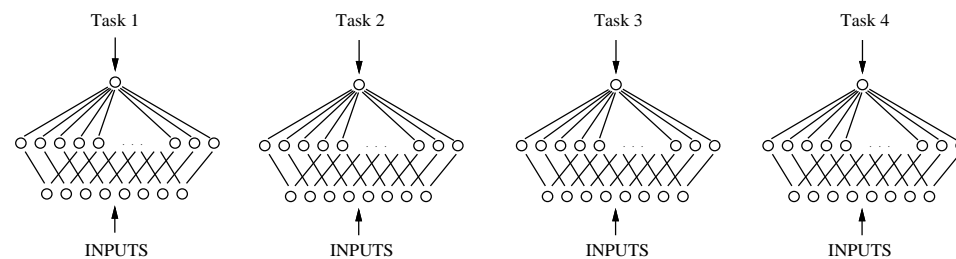 Task 1 Task 2 Task 3 Task 4
. . . . . . . . . . . .
INPUTS INPUTS INPUTS INPUTS